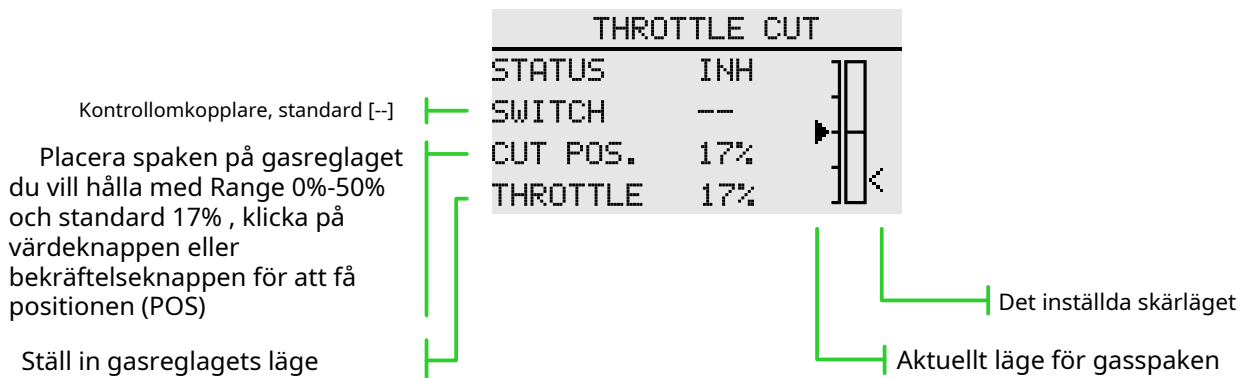 THROTTLE CUT
STATUS INH
SWITCH --
CUT POS. 17%
THROTTLE 17%
Kontrollomkopplare, standard [--]
Placera spaken på gasreglaget
du vill hålla med Range 0%-50%
och standard 17% , klicka på
värdeknappen eller
bekräftelseknappen för att få
positionen (POS)
Ställ in gasreglagets läge
Det inställda skärläget
Aktuellt läge för gasspaken